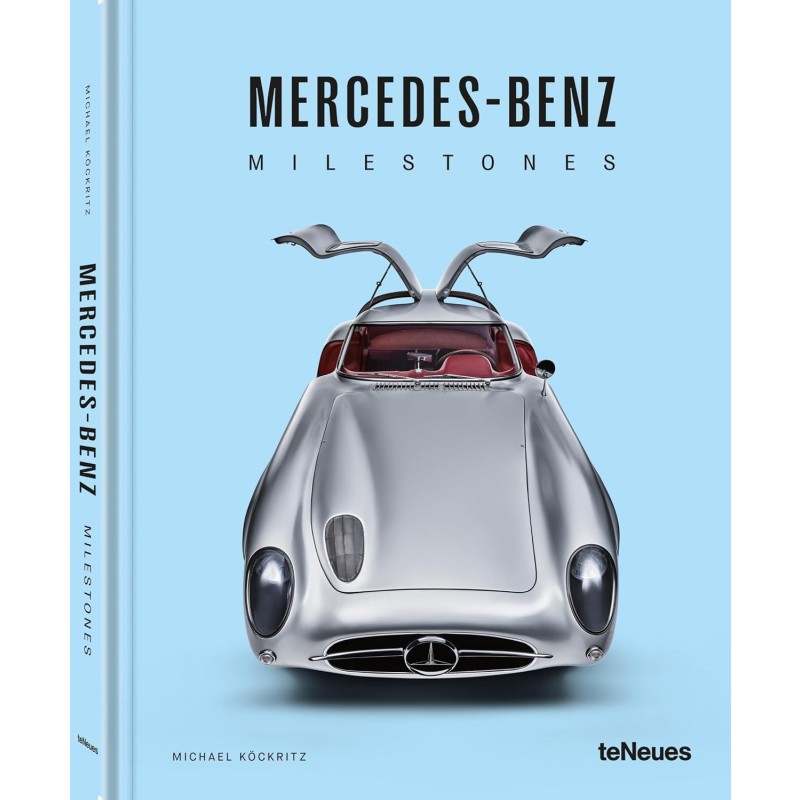 MERCEDES-BENZ
MILESTONES
MICHAEL KÖCKRITZ
teNeues
MICHAEL KÖCKRITZ
MERCEDES-BENZ
MILESTONES
teNeues